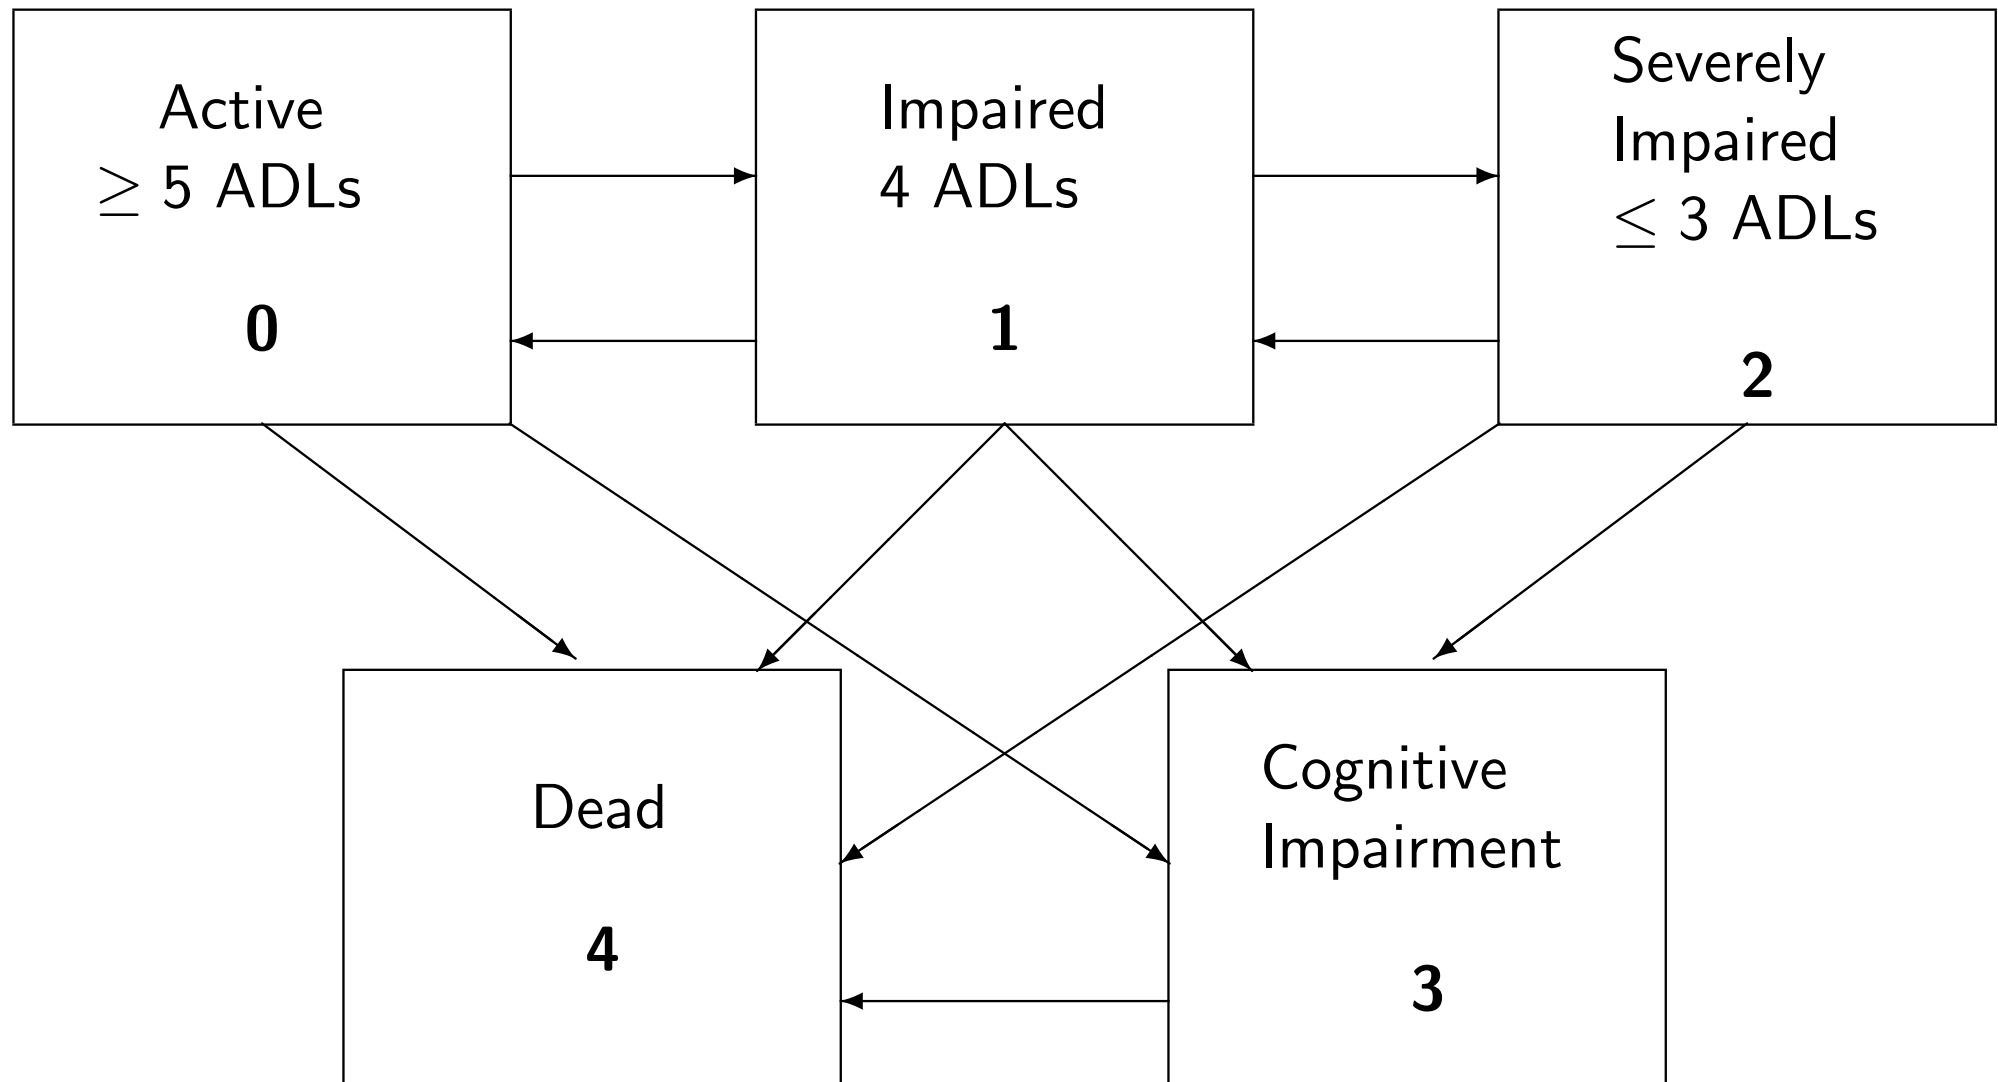 Active
≥ 5 ADLs
0
Impaired
4 ADLs
1
Severely
Impaired
≤ 3 ADLs
2
Dead
4
Cognitive
Impairment
3